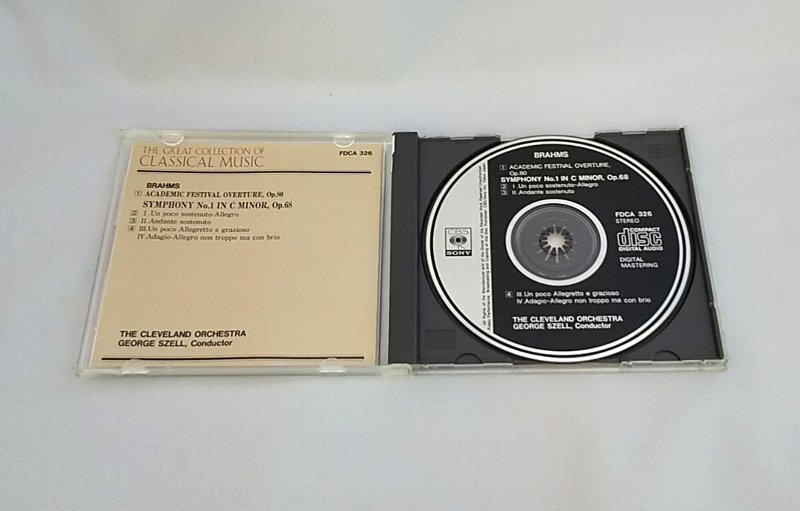 THE GREAT COLLECTION OF
CLASSICAL MUSIC
FDCA 326
BRAHMS
1 ACADEMIC FESTIVAL OVERTURE, Op.80
SYMPHONY No.1 IN C MINOR, Op.68
2 I.Un poco sostenuto-Allegro
3 II.Andante sostenuto
4 III.Un poco Allegretto e grazioso
IV.Adagio-Allegro non troppo ma con brio
THE CLEVELAND ORCHESTRA
GEORGE SZELL, Conductor
BRAHMS
1 ACADEMIC FESTIVAL OVERTURE,
Op.80
SYMPHONY No.1 IN C MINOR, Op.68
2 I.Un poco sostenuto-Allegro
3 II.Andante sostenuto
FDCA 326
STEREO
COMPACT
disc
DIGITAL AUDIO
DIGITAL
MASTERING
CBS
SONY
4 III.Un poco Allegretto e grazioso
IV.Adagio-Allegro non troppo ma con brio
THE CLEVELAND ORCHESTRA
GEORGE SZELL, Conductor